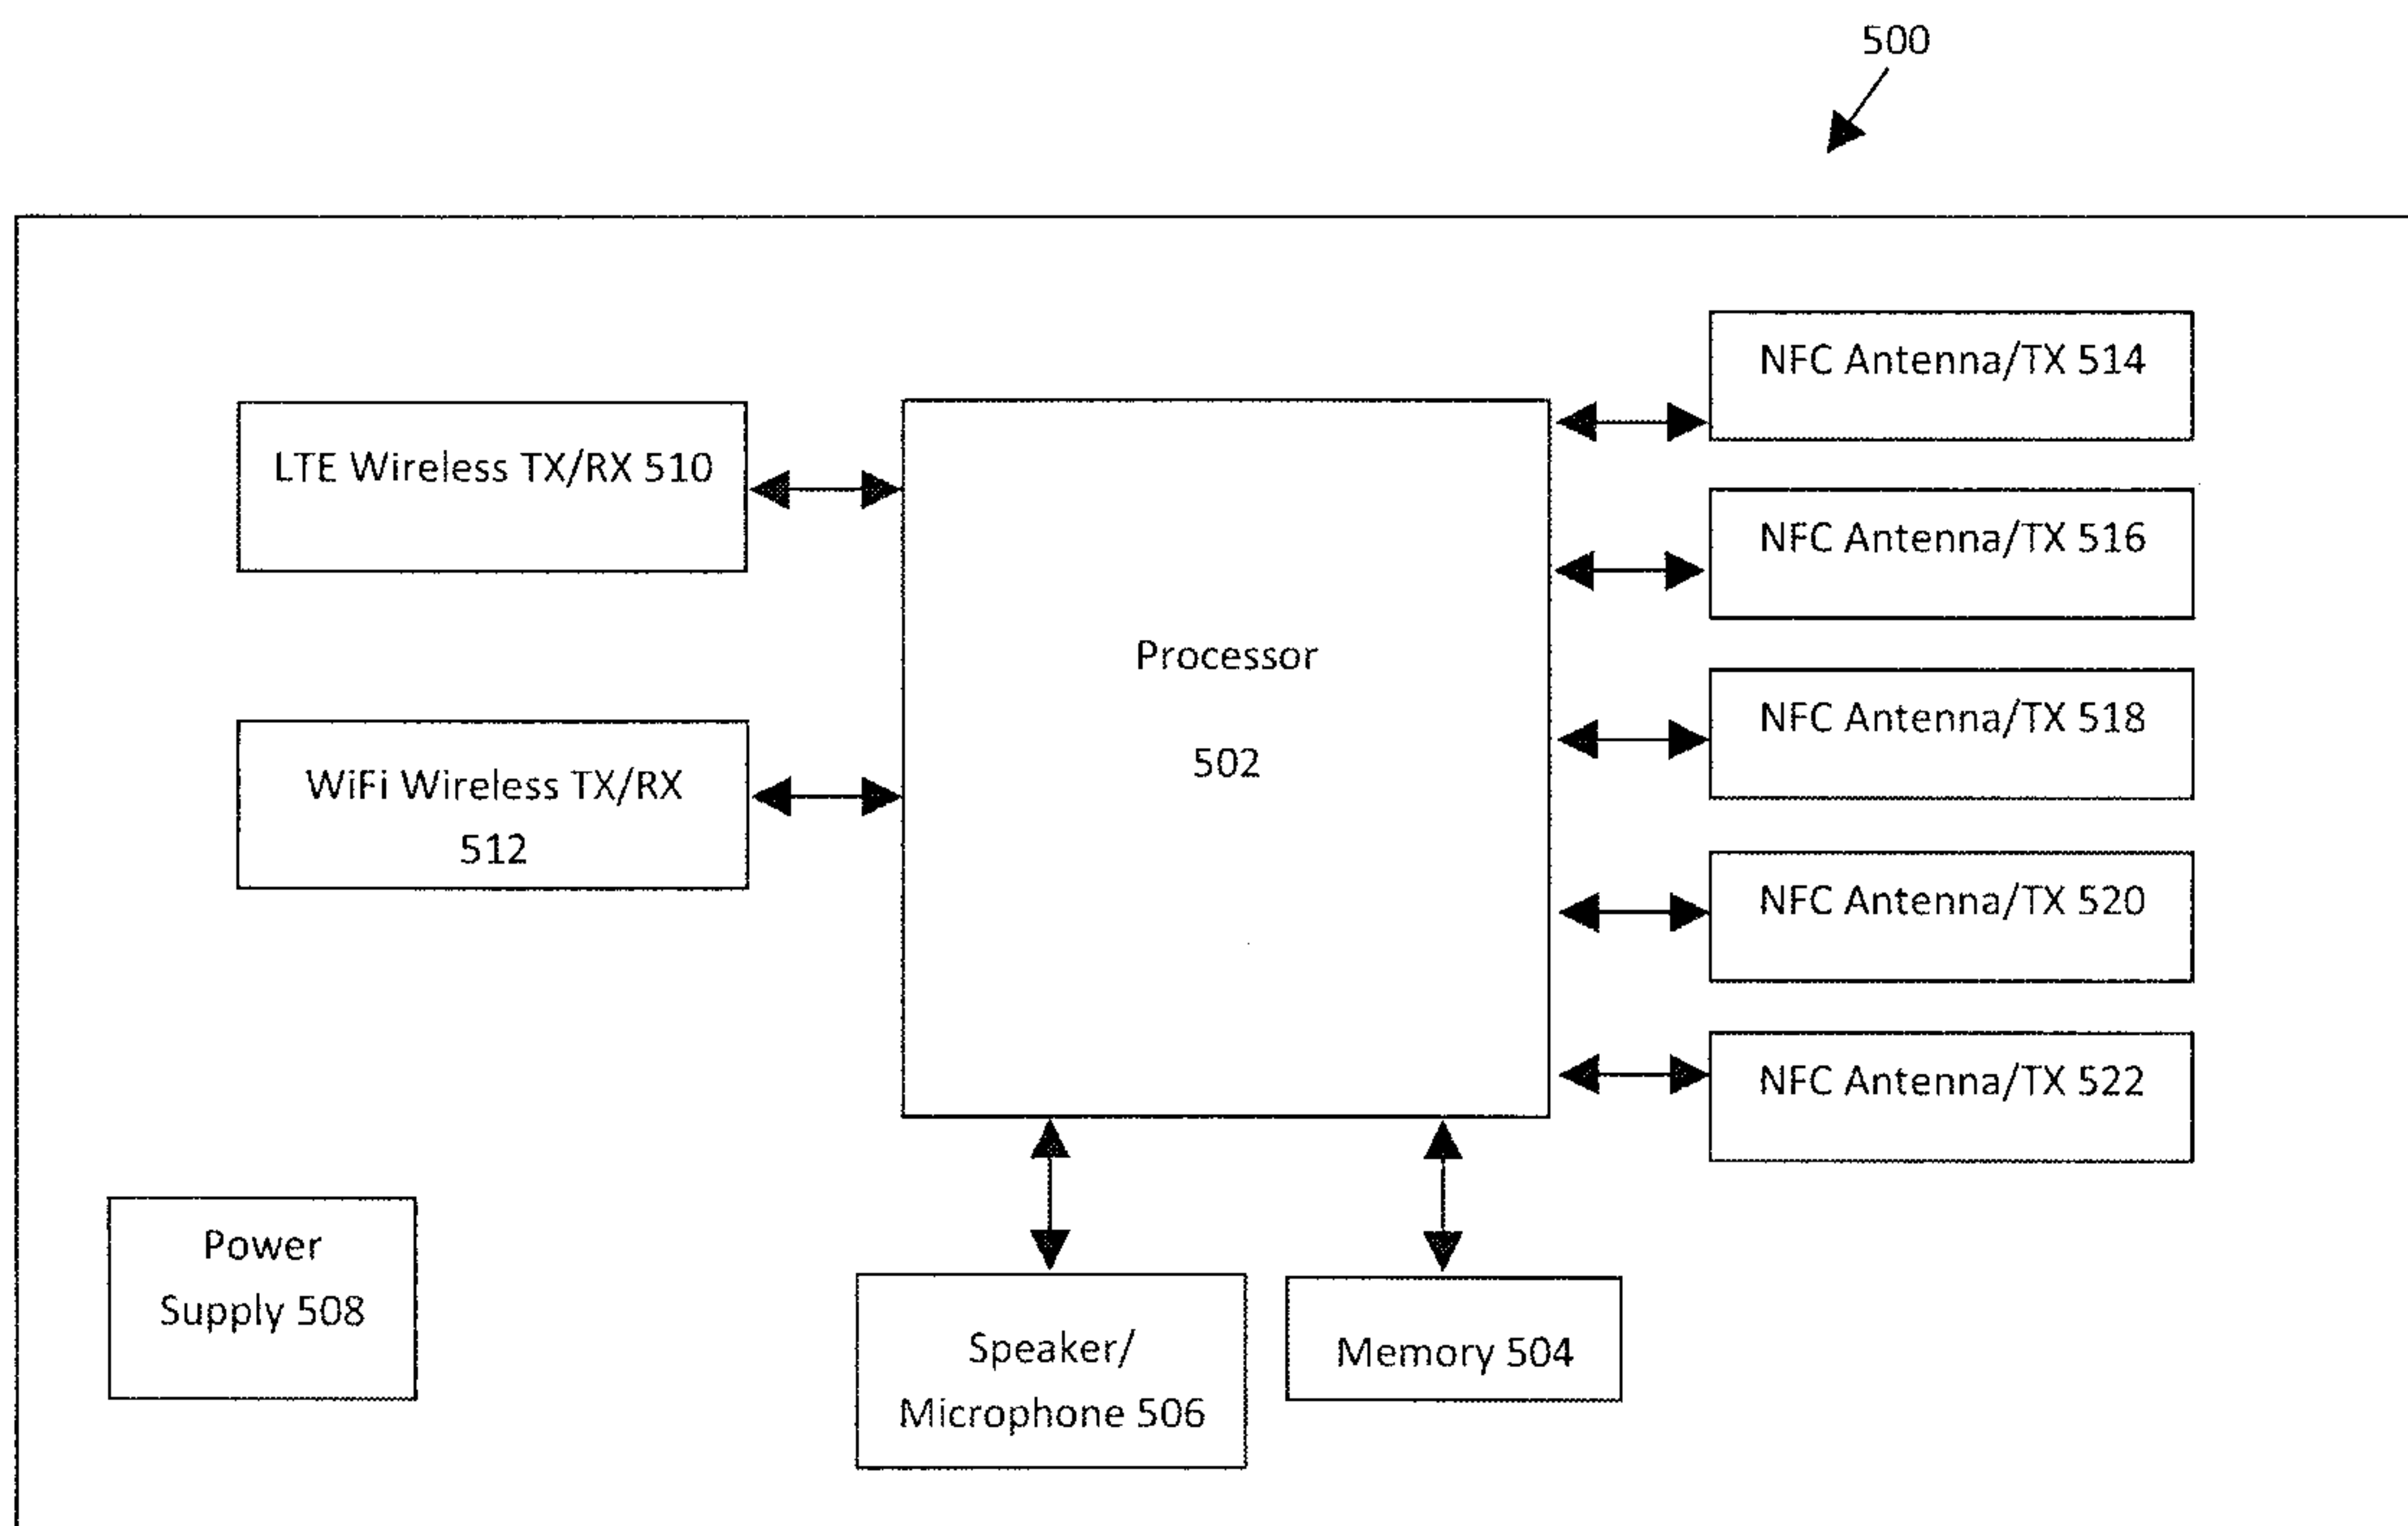 500
NFC Antenna/TX 514
LTE Wireless TX/RX 510
NFC Antenna/TX 516
Processor
502
NFC Antenna/TX 518
WiFi Wireless TX/RX
512
NFC Antenna/TX 520
NFC Antenna/TX 522
Power
Supply 508
Speaker/
Microphone 506
Memory 504